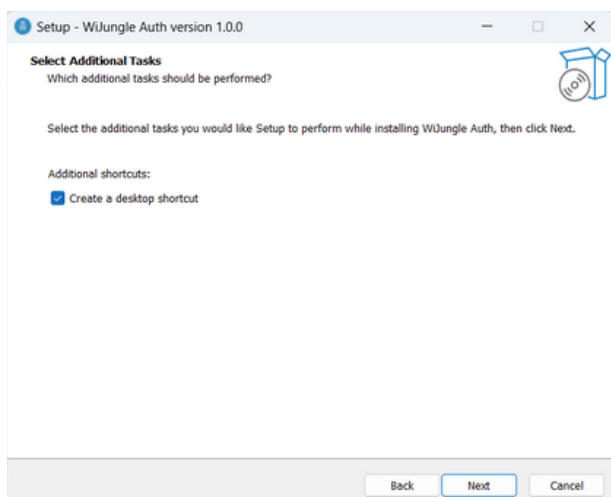 Setup - WiJungle Auth version 1.0.0
Select Additional Tasks
Which additional tasks should be performed?
Select the additional tasks you would like Setup to perform while installing WiJungle Auth, then click Next.
Additional shortcuts:
Create a desktop shortcut
Back Next Cancel